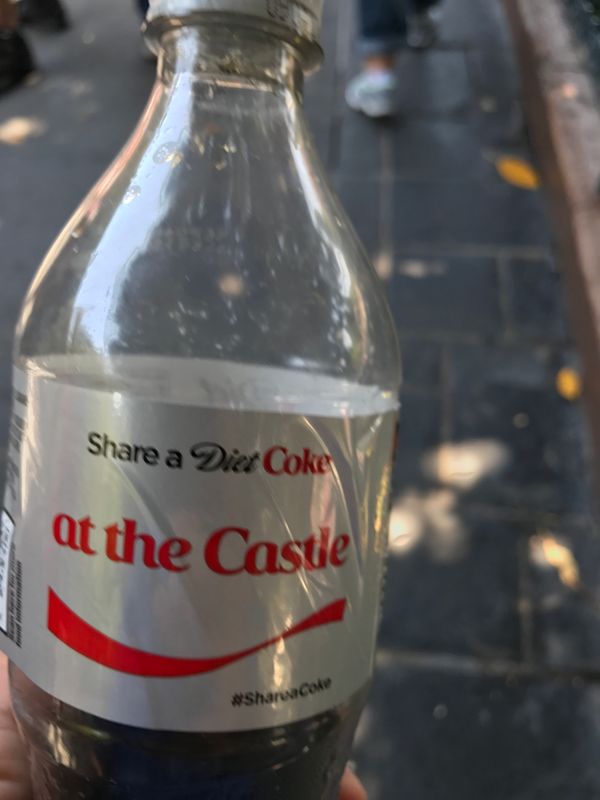 Share a Diet Coke
at the Castle
#ShareaCoke